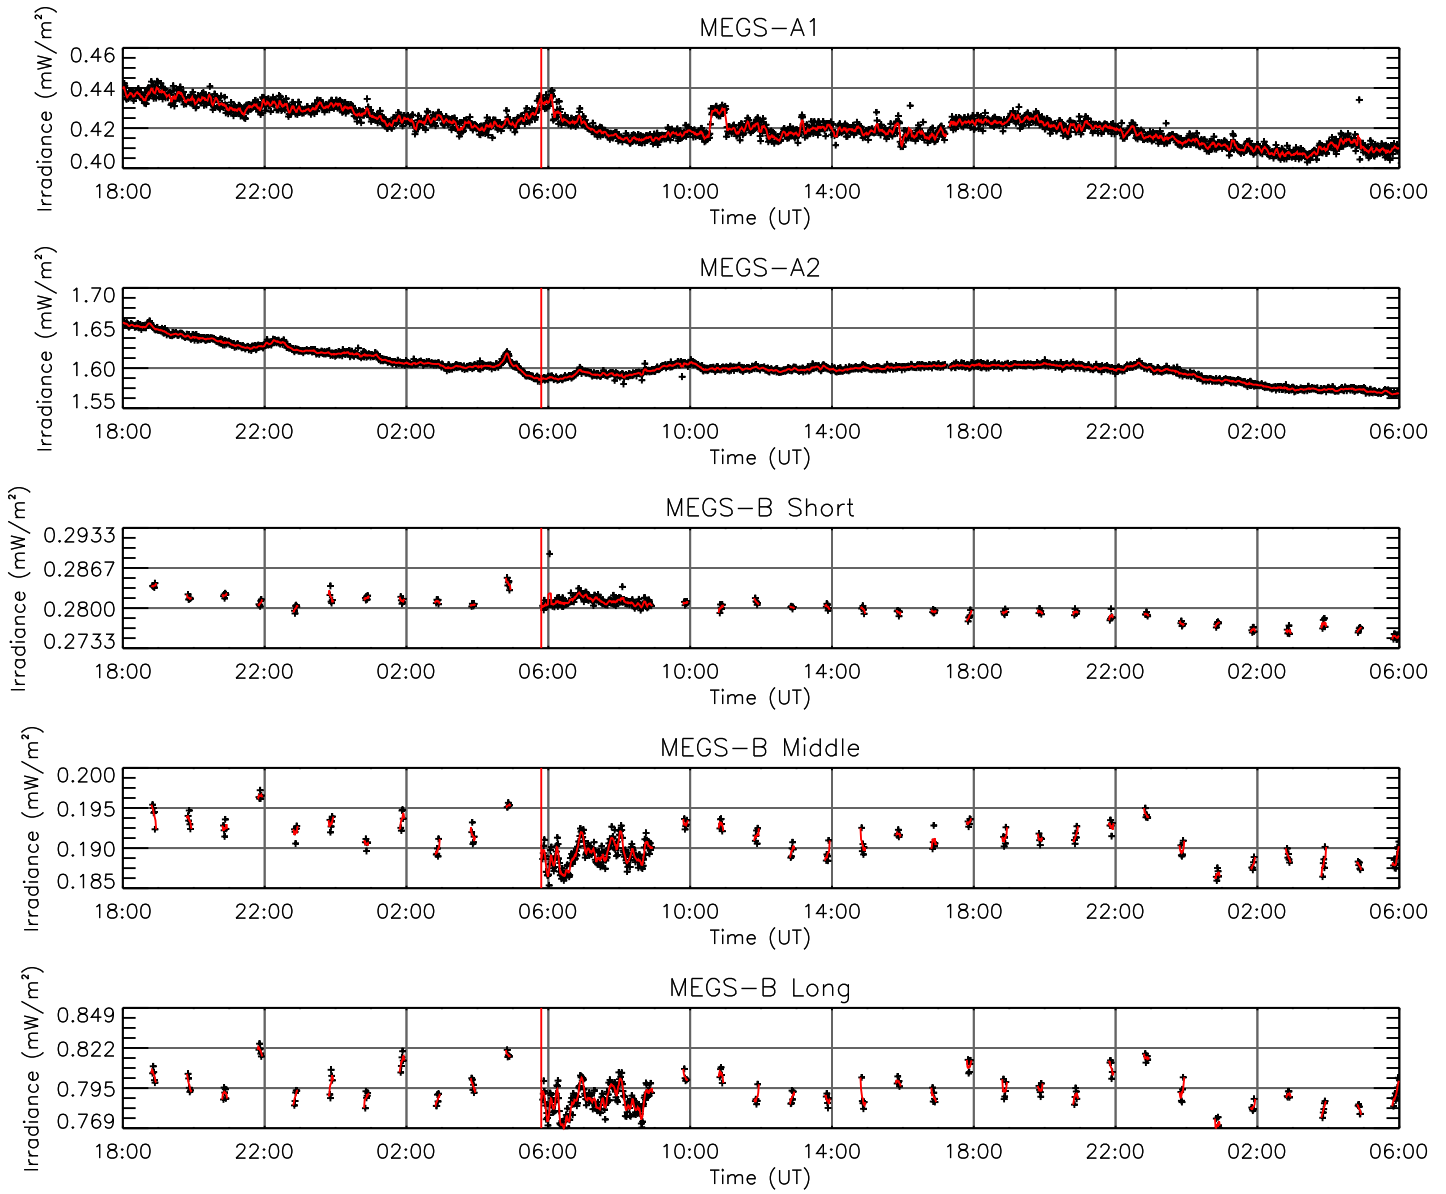 MEGS-A1
Irradiance (mW/m²)
0.46
0.44
0.42
0.40
18:00 22:00 02:00 06:00 10:00 14:00 18:00 22:00 02:00 06:00
Time (UT)
MEGS-A2
Irradiance (mW/m²)
1.70
1.65
1.60
1.55
18:00 22:00 02:00 06:00 10:00 14:00 18:00 22:00 02:00 06:00
Time (UT)
MEGS-B Short
Irradiance (mW/m²)
0.2933
0.2867
0.2800
0.2733
18:00 22:00 02:00 06:00 10:00 14:00 18:00 22:00 02:00 06:00
Time (UT)
MEGS-B Middle
Irradiance (mW/m²)
0.200
0.195
0.190
0.185
18:00 22:00 02:00 06:00 10:00 14:00 18:00 22:00 02:00 06:00
Time (UT)
MEGS-B Long
Irradiance (mW/m²)
0.849
0.822
0.795
0.769
18:00 22:00 02:00 06:00 10:00 14:00 18:00 22:00 02:00 06:00
Time (UT)